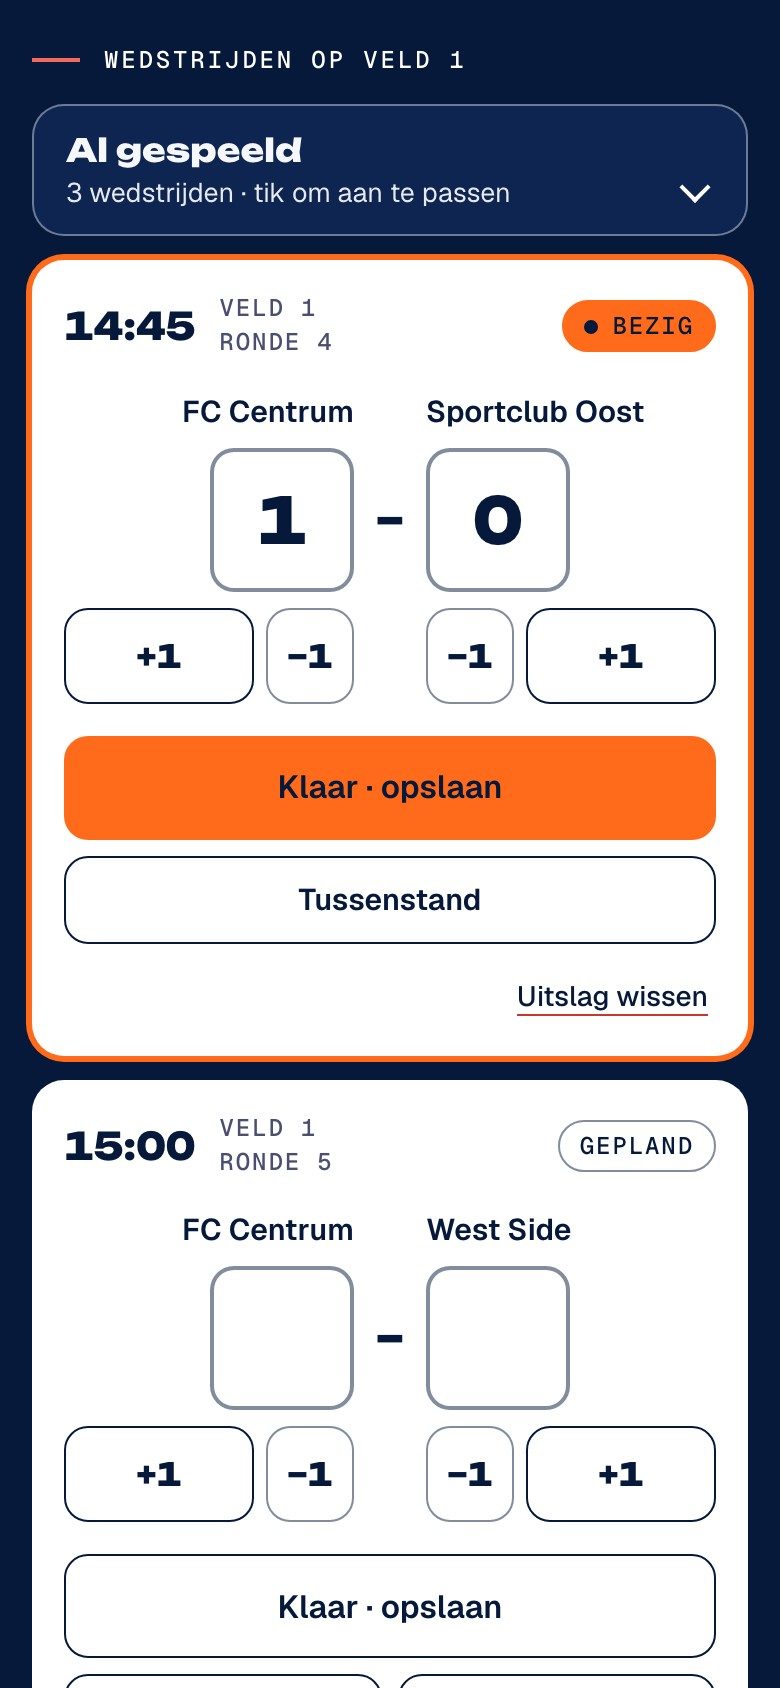 WEDSTRIJDEN OP VELD 1
Al gespeeld
3 wedstrijden · tik om aan te passen
14:45
VELD 1
RONDE 4
BEZIG
FC Centrum
Sportclub Oost
1 - 0
+1 −1 −1 +1
Klaar · opslaan
Tussenstand
Uitslag wissen
15:00
VELD 1
RONDE 5
GEPLAND
FC Centrum
West Side
-
+1 −1 −1 +1
Klaar · opslaan